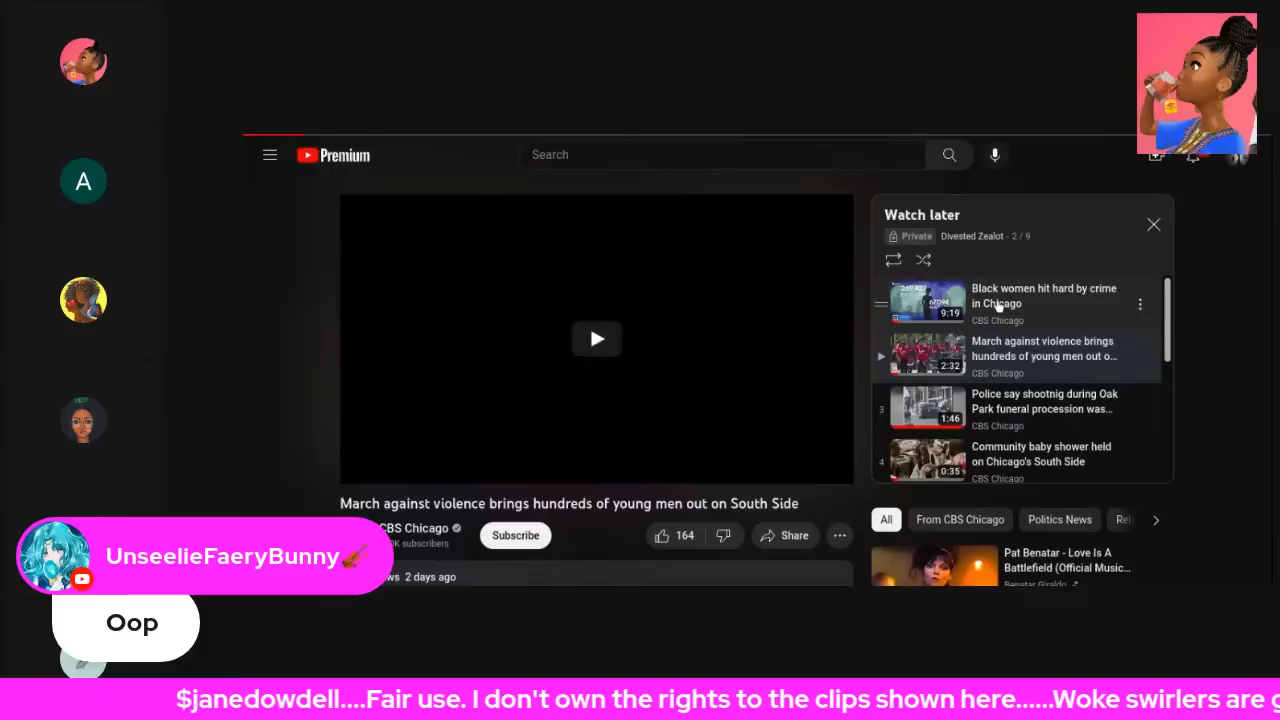 A
Premium
Search
Watch later
Private
Divested Zealot - 2 / 9
Black women hit hard by crime
in Chicago
CBS Chicago
9:19
March against violence brings
hundreds of young men out o...
CBS Chicago
2:32
3
Police say shootnig during Oak
Park funeral procession was...
CBS Chicago
1:46
4
Community baby shower held
on Chicago's South Side
CBS Chicago
0:35
March against violence brings hundreds of young men out on South Side
CBS Chicago
K subscribers
Subscribe
164
Share
2 days ago
All
From CBS Chicago
Politics News
Pat Benatar - Love Is A
Battlefield (Official Music...
Benatar Giraldo
UnseelieFaeryBunny
Oop
$janedowdell....Fair use. I don't own the rights to the clips shown here......Woke swirlers are